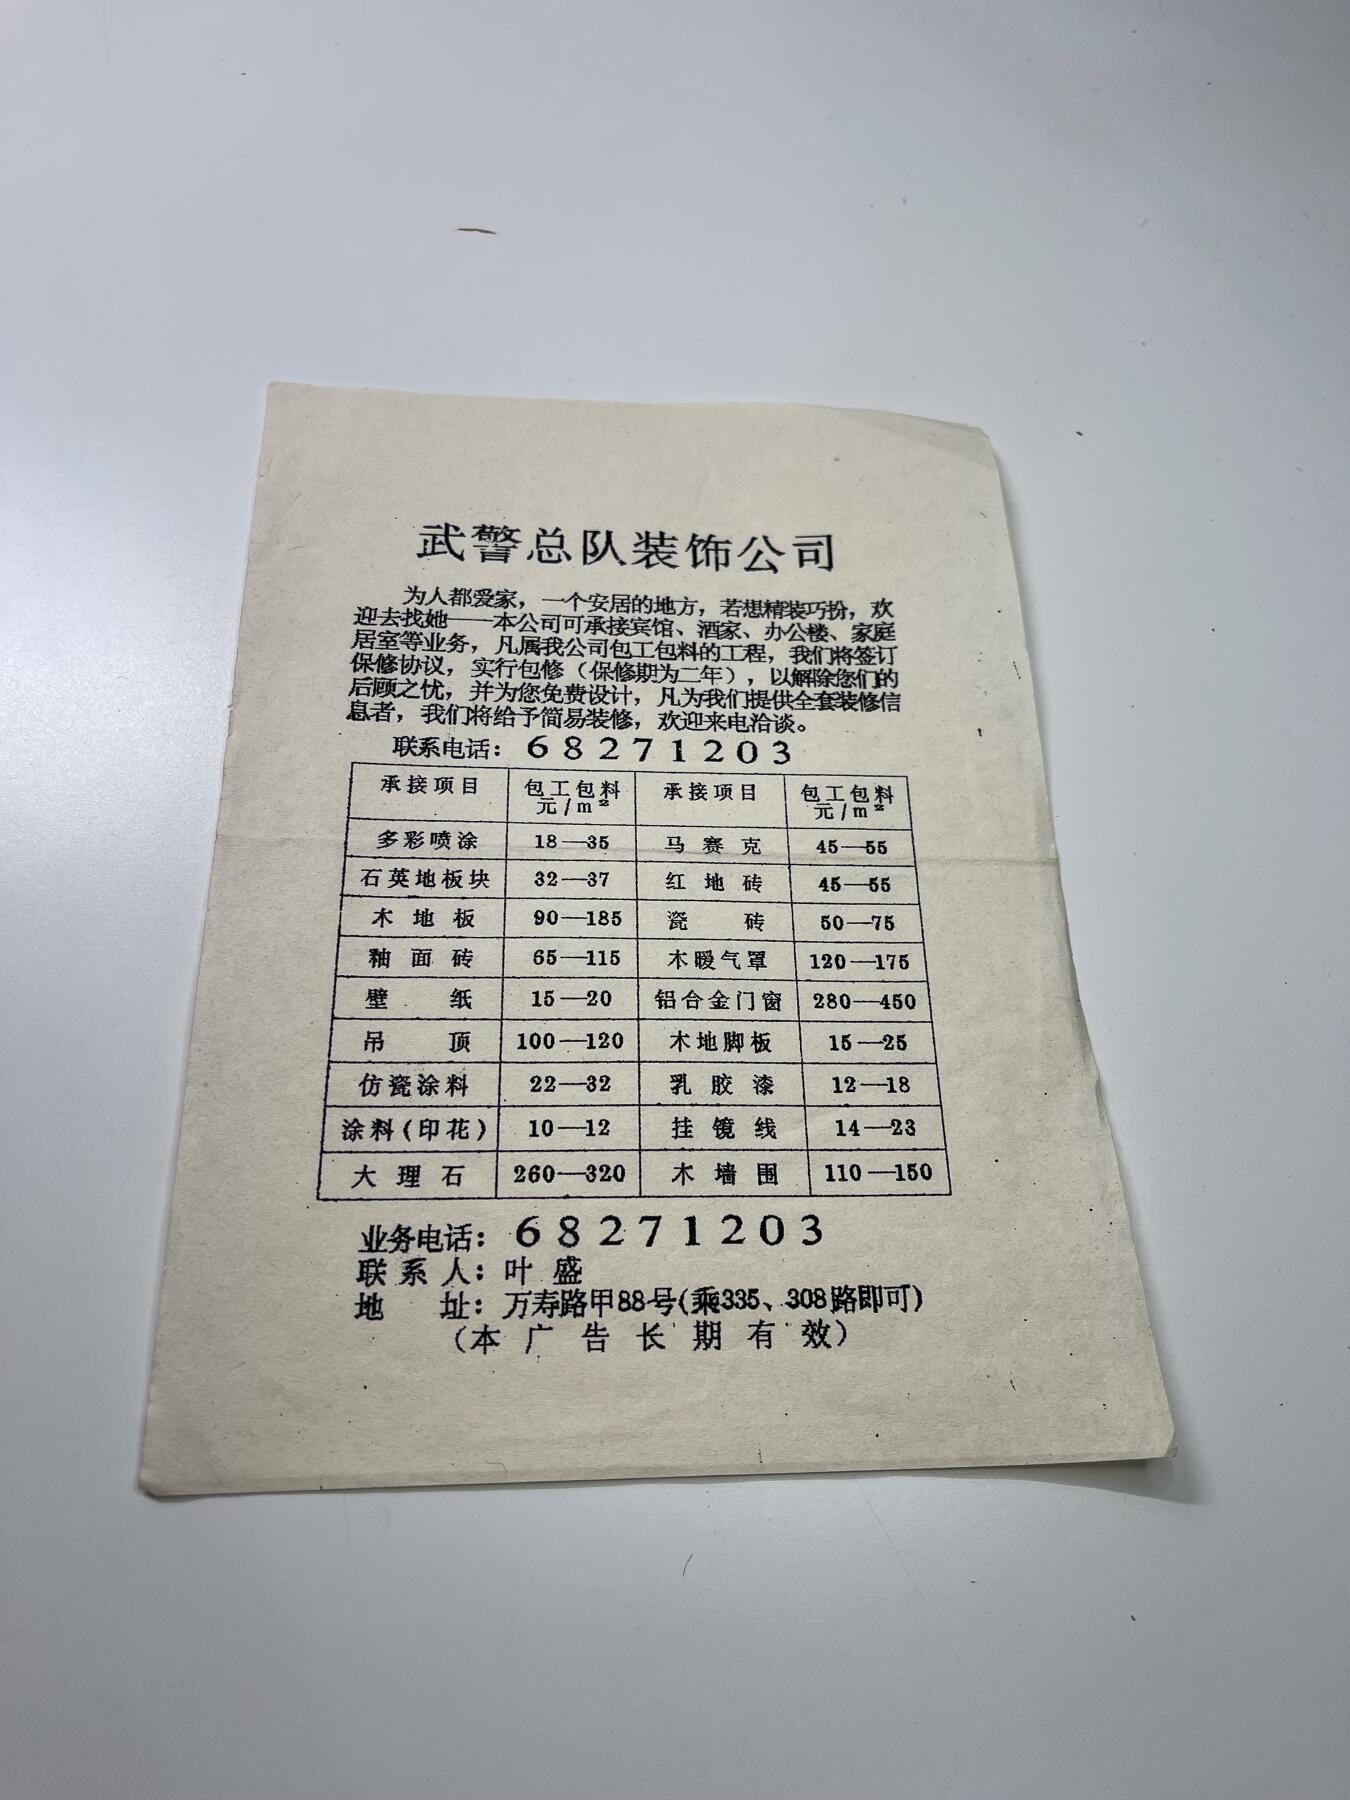 武警总队装饰公司
为人都爱家，一个安居的地方，若想精装巧扮，欢
迎去找她——本公司可承接宾馆、酒家、办公楼、家庭
居室等业务，凡属我公司包工包料的工程，我们将签订
保修协议，实行包修（保修期为二年），以解除您们的
后顾之忧，并为您免费设计，凡为我们提供全套装修信
息者，我们将给予简易装修，欢迎来电洽谈。
联系电话：68271203
承接项目 包工包料 元/m² 承接项目 包工包料 元/m²
多彩喷涂 18—35 马赛克 45—55
石英地板块 32—37 红地砖 45—55
木地板 90—185 瓷砖 50—75
釉面砖 65—115 木暖气罩 120—175
壁纸 15—20 铝合金门窗 280—450
吊顶 100—120 木地脚板 15—25
仿瓷涂料 22—32 乳胶漆 12—18
涂料(印花) 10—12 挂镜线 14—23
大理石 260—320 木墙围 110—150
业务电话：68271203
联系人：叶盛
地址：万寿路甲88号(乘335、308路即可)
（本广告长期有效）